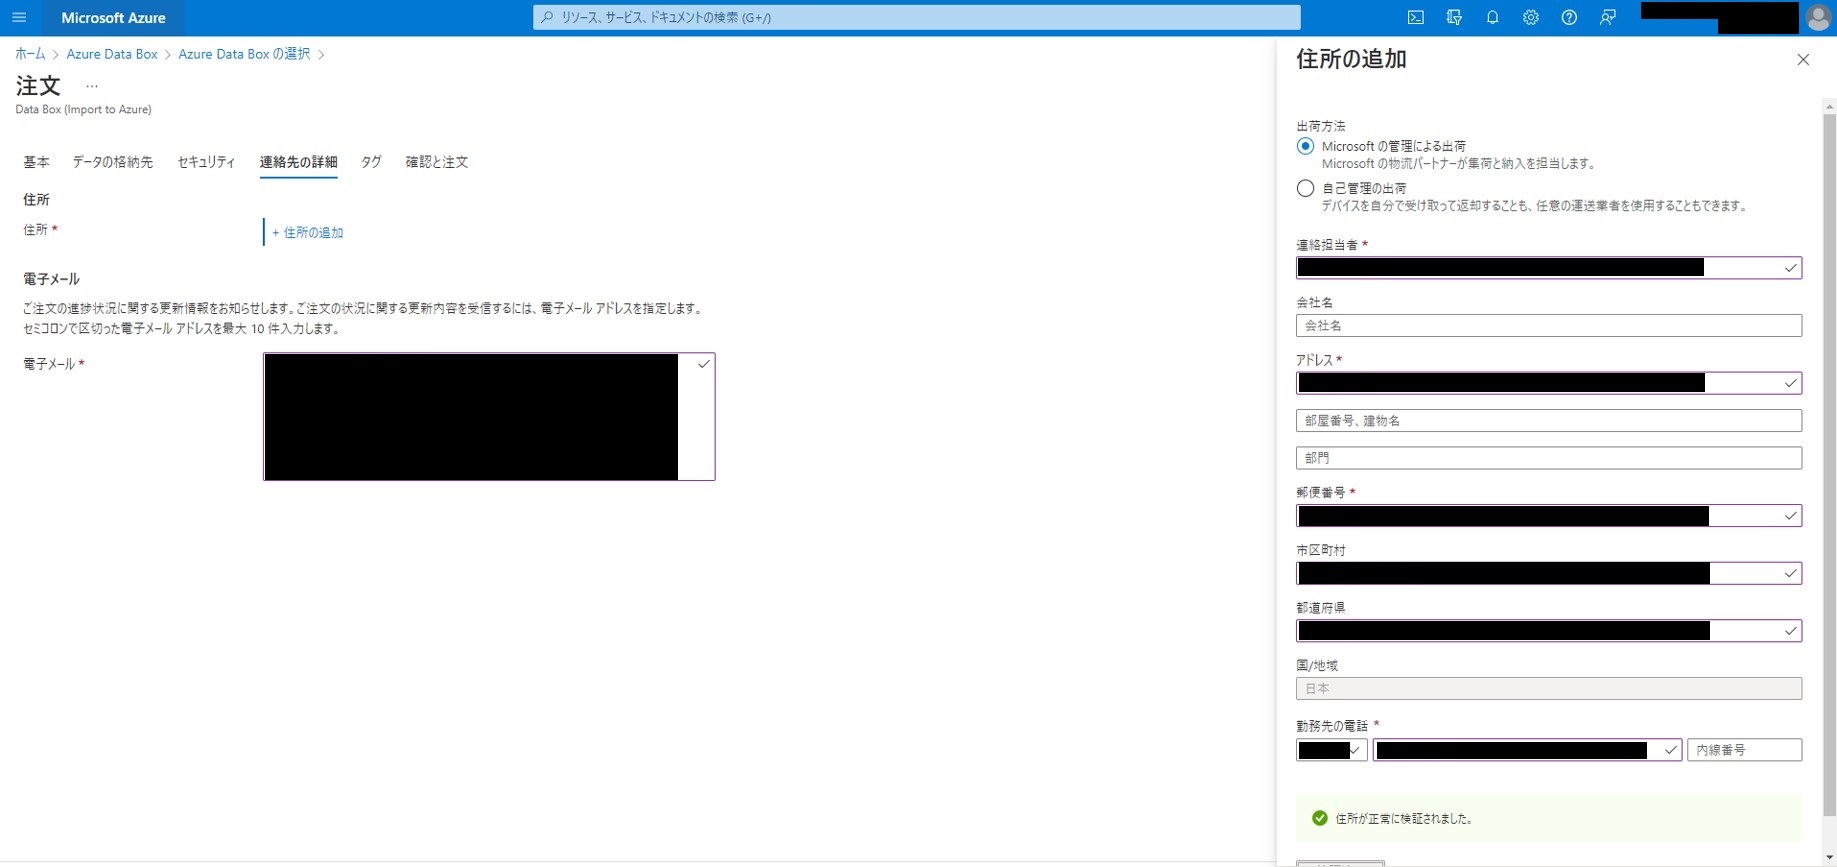 Microsoft Azure
リソース、サービス、ドキュメントの検索 (G+/)
ホーム > Azure Data Box > Azure Data Box の選択 >
注文 ...
Data Box (Import to Azure)
基本 データの格納先 セキュリティ 連絡先の詳細 タグ 確認と注文
住所
住所 *
+ 住所の追加
電子メール
ご注文の進捗状況に関する更新情報をお知らせします。ご注文の状況に関する更新内容を受信するには、電子メール アドレスを指定します。
セミコロンで区切った電子メール アドレスを最大 10 件入力します。
電子メール *
住所の追加
出荷方法
Microsoft の管理による出荷
Microsoft の物流パートナーが集荷と納入を担当します。
自己管理の出荷
デバイスを自分で受け取って返却することも、任意の運送業者を使用することもできます。
連絡担当者 *
会社名
会社名
アドレス *
部屋番号、建物名
部門
郵便番号 *
市区町村
都道府県
国/地域
日本
勤務先の電話 *
内線番号
住所が正常に検証されました。